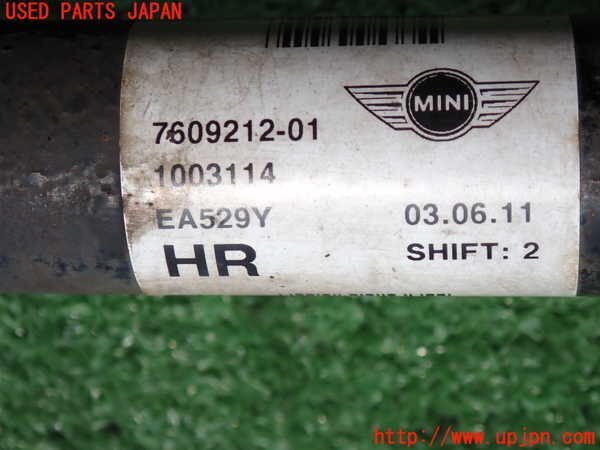 USED PARTS JAPAN
MINI
7609212-01
1003114
EA529Y
03.06.11
HR
SHIFT: 2
http://www.upjpn.com